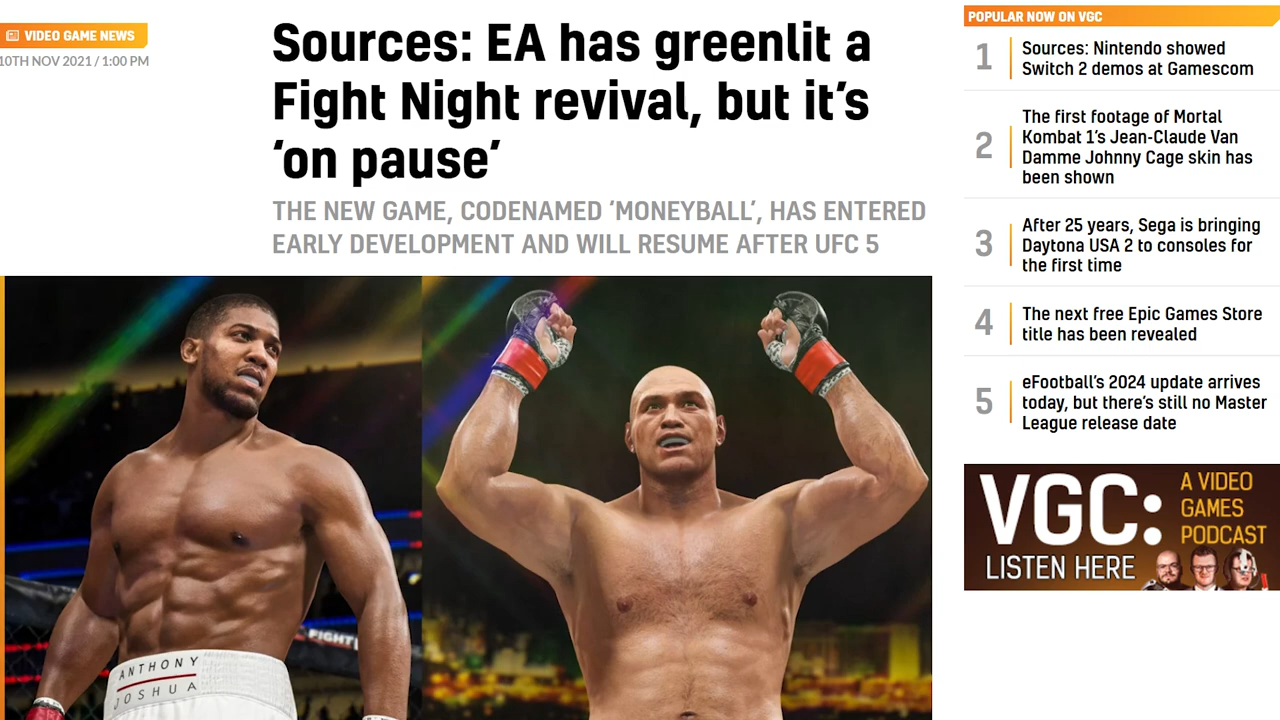 VIDEO GAME NEWS
10TH NOV 2021 / 1:00 PM
Sources: EA has greenlit a
Fight Night revival, but it’s
‘on pause’
THE NEW GAME, CODENAMED ‘MONEYBALL’, HAS ENTERED
EARLY DEVELOPMENT AND WILL RESUME AFTER UFC 5
ANTHONY
JOSHUA
FIGHT
POPULAR NOW ON VGC
1
Sources: Nintendo showed
Switch 2 demos at Gamescom
2
The first footage of Mortal
Kombat 1’s Jean-Claude Van
Damme Johnny Cage skin has
been shown
3
After 25 years, Sega is bringing
Daytona USA 2 to consoles for
the first time
4
The next free Epic Games Store
title has been revealed
5
eFootball’s 2024 update arrives
today, but there’s still no Master
League release date
VGC:
A VIDEO
GAMES
PODCAST
LISTEN HERE